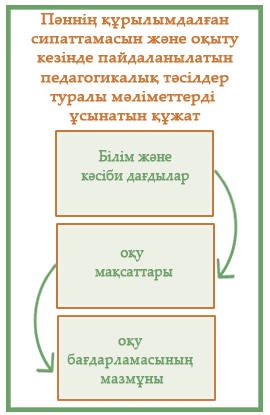 Пәннің құрылымдалған
сипаттамасын және оқыту
кезінде пайдаланылатын
педагогикалық тәсілдер
туралы мәліметтерді
ұсынатын құжат
Білім және
кәсіби дағдылар
оқу
мақсаттары
оқу
бағдарламасының
мазмұны